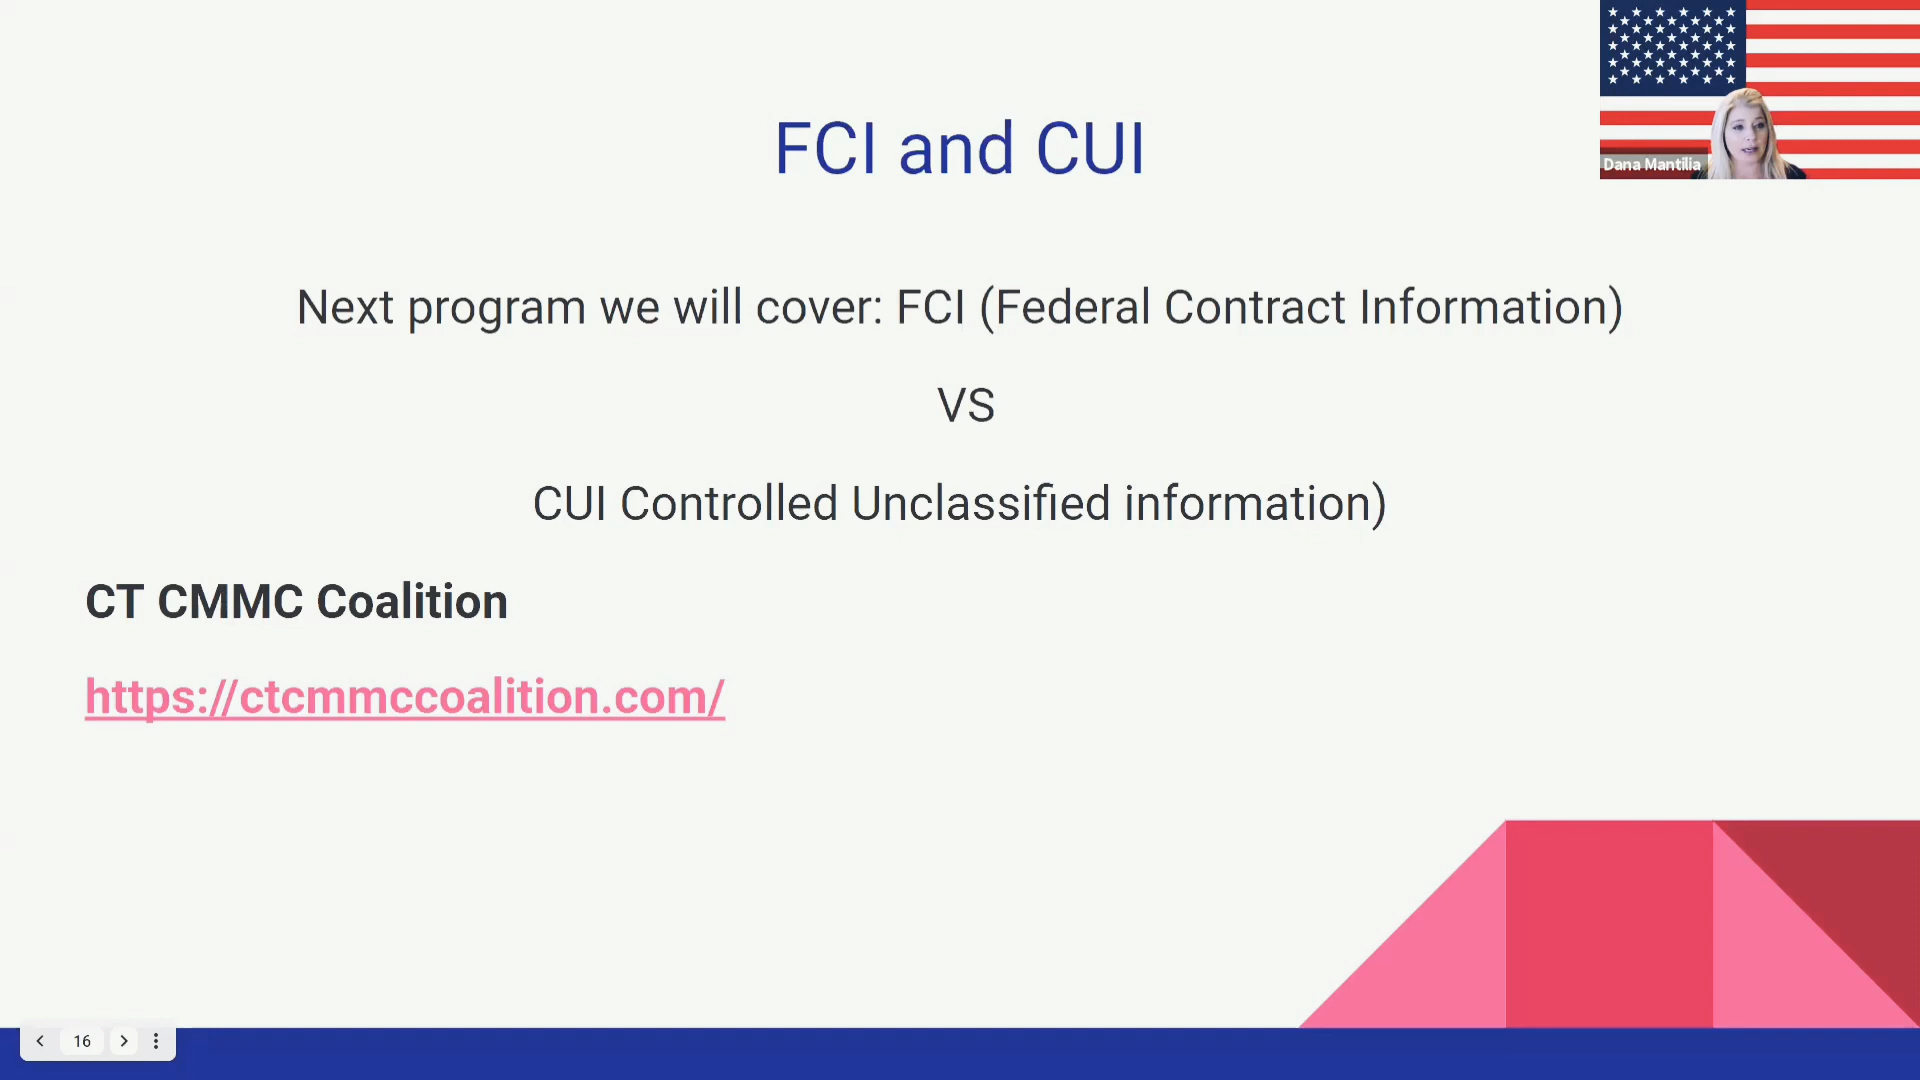 FCI and CUI
Dana Mantilia
Next program we will cover: FCI (Federal Contract Information)
VS
CUI Controlled Unclassified information)
CT CMMC Coalition
https://ctcmmccoalition.com/
16